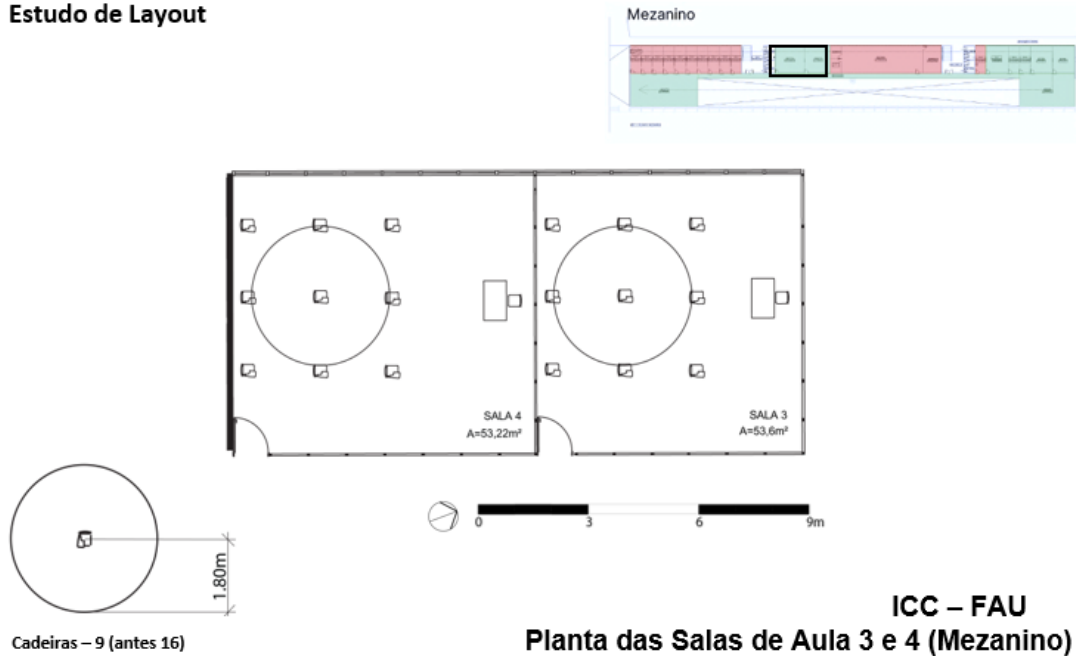 Estudo de Layout
Mezanino
SALA 4
A=53,22m²
SALA 3
A=53,6m²
0 3 6 9m
1.80m
Cadeiras – 9 (antes 16)
ICC – FAU
Planta das Salas de Aula 3 e 4 (Mezanino)